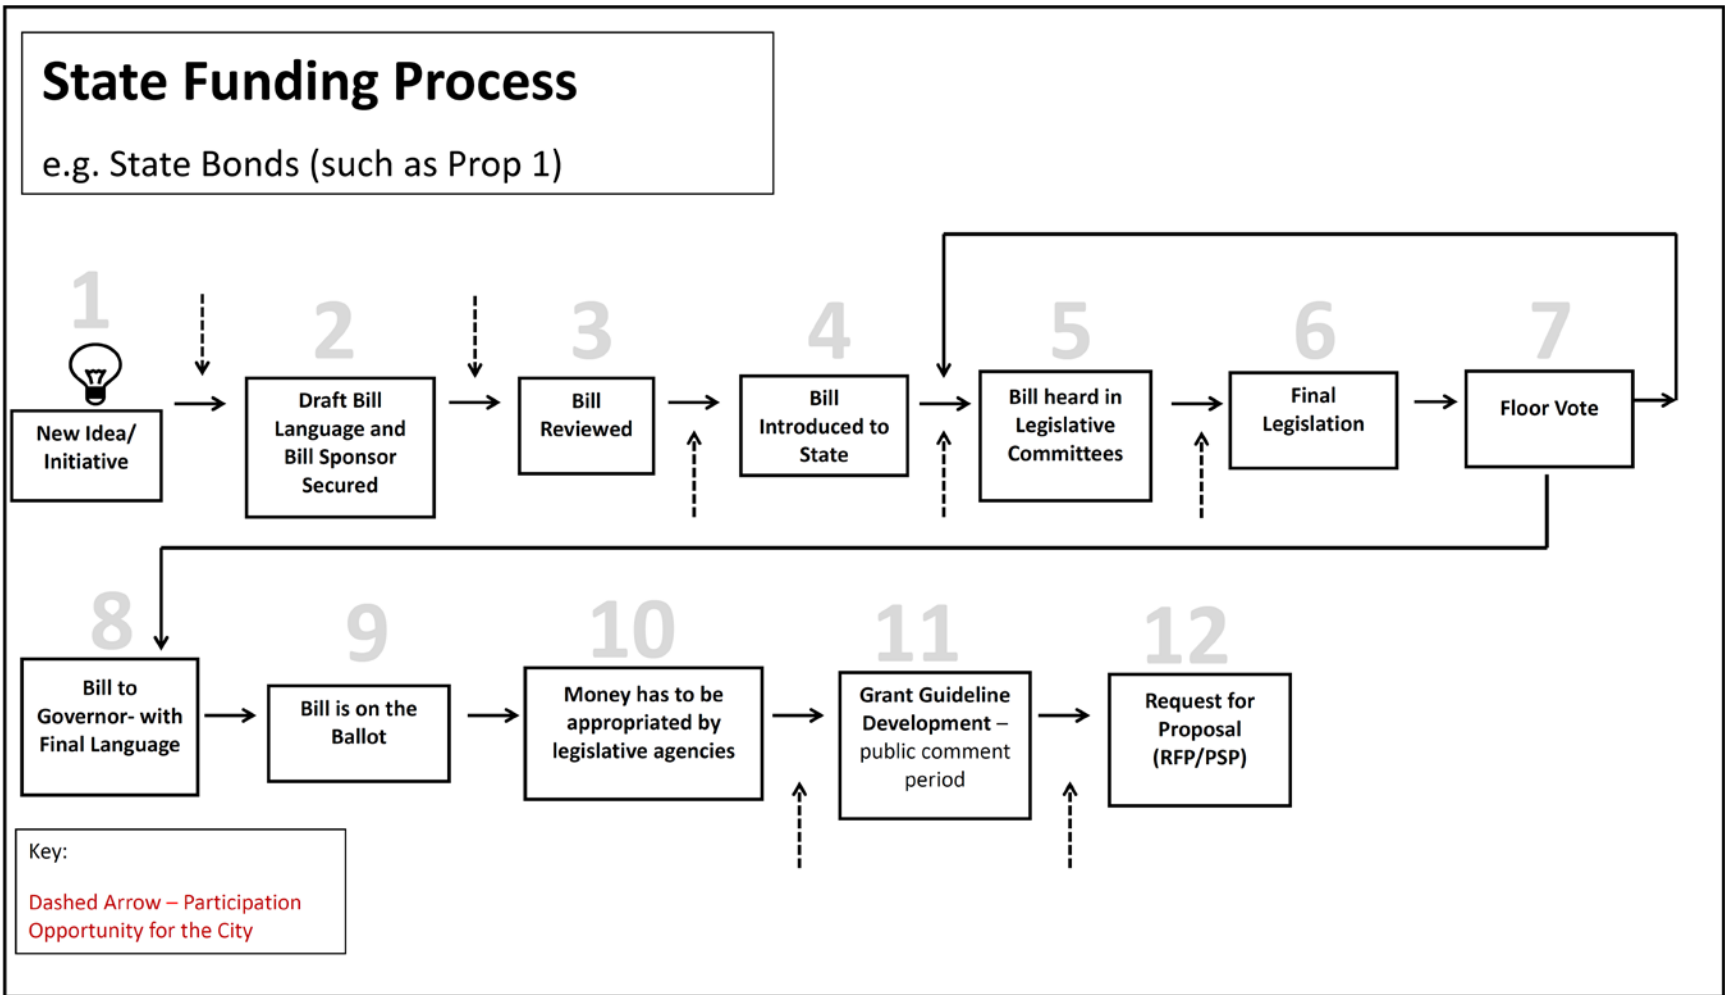 State Funding Process
e.g. State Bonds (such as Prop 1)
1
New Idea/
Initiative
2
Draft Bill
Language and
Bill Sponsor
Secured
3
Bill
Reviewed
4
Bill
Introduced to
State
5
Bill heard in
Legislative
Committees
6
Final
Legislation
7
Floor Vote
8
Bill to
Governor- with
Final Language
9
Bill is on the
Ballot
10
Money has to be
appropriated by
legislative agencies
11
Grant Guideline
Development –
public comment
period
12
Request for
Proposal
(RFP/PSP)
Key:
Dashed Arrow – Participation
Opportunity for the City